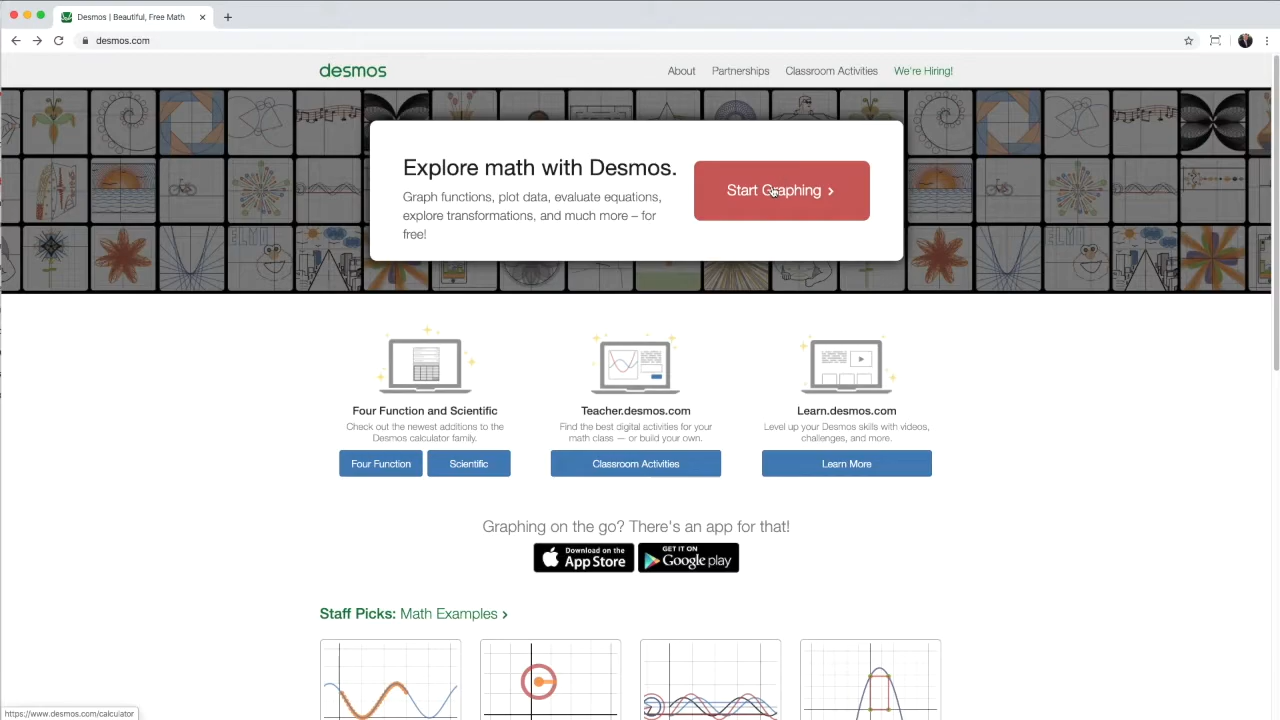 Desmos | Beautiful, Free Math
desmos.com
desmos
About Partnerships Classroom Activities We're Hiring!
Explore math with Desmos.
Graph functions, plot data, evaluate equations,
explore transformations, and much more – for
free!
Start Graphing ›
ELMI
ELMI
Four Function and Scientific
Check out the newest additions to the
Desmos calculator family.
Four Function Scientific
Teacher.desmos.com
Find the best digital activities for your
math class — or build your own.
Classroom Activities
Learn.desmos.com
Level up your Desmos skills with videos,
challenges, and more.
Learn More
Graphing on the go? There's an app for that!
Download on the
App Store
GET IT ON
Google play
Staff Picks: Math Examples ›
https://www.desmos.com/calculator